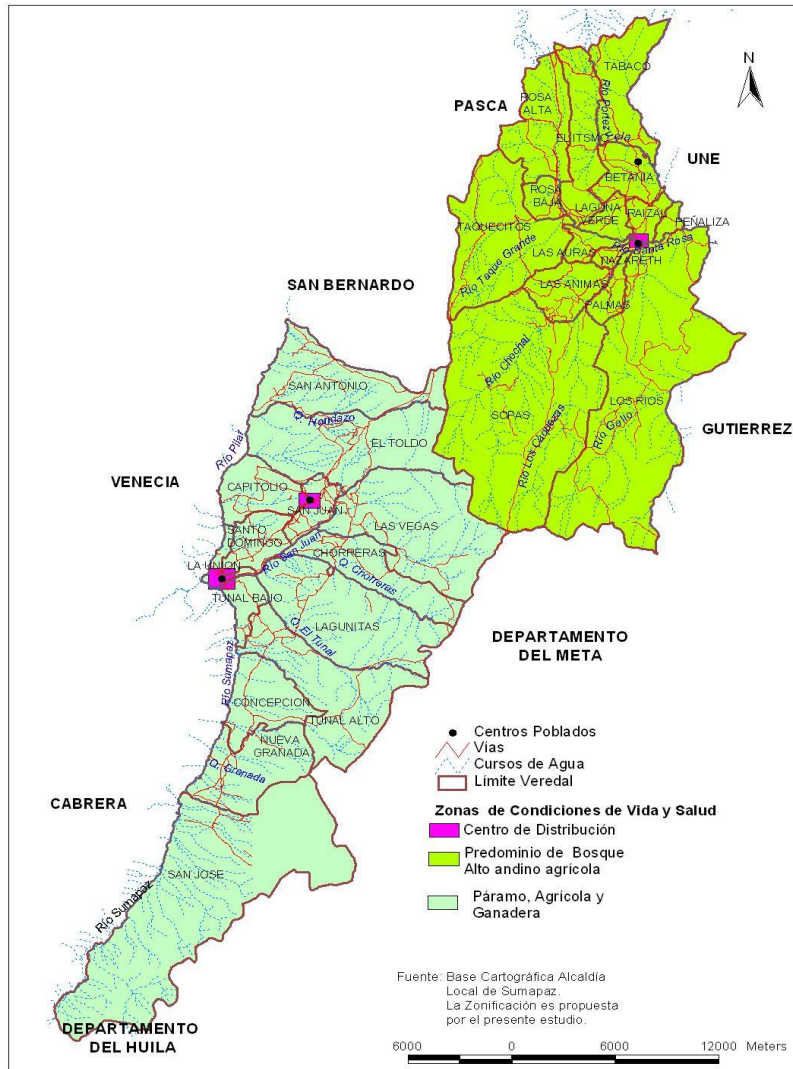 N
TABACO
PASCA
ROSA
ALTA
Río Portezuela
EL ITSMO
UNE
BETANIA
ROSA
BAJA
LAGUNA
VERDE
RAIZAL
PEÑALIZA
TAQUECITOS
LAS AURAS
Río Santa Rosa
NAZARETH
Río Taque Grande
LAS ANIMAS
PALMAS
SAN BERNARDO
Río Chochal
SOPAS
LOS RIOS
Río Gallo
Río Los Caquezas
GUTIERREZ
SAN ANTONIO
Q. Hondazo
EL TOLDO
Río Pilar
VENECIA
CAPITOLIO
SAN JUAN
LAS VEGAS
SANTO
DOMINGO
Río San Juan
CHORRERAS
Q. Chorreras
LA UNION
TUNAL BAJO
LAGUNITAS
Q. El Tunal
DEPARTAMENTO
DEL META
Río Sumapaz
CONCEPCION
TUNAL ALTO
NUEVA
GRANADA
Q. Granada
CABRERA
SAN JOSE
Río Sumapaz
DEPARTAMENTO
DEL HUILA
Centros Poblados
Vías
Cursos de Agua
Límite Veredal
Zonas de Condiciones de Vida y Salud
Centro de Distribución
Predominio de Bosque
Alto andino agrícola
Páramo, Agrícola y
Ganadera
Fuente: Base Cartográfica Alcaldía
Local de Sumapaz.
La Zonificación es propuesta
por el presente estudio.
6000 0 6000 12000 Meters